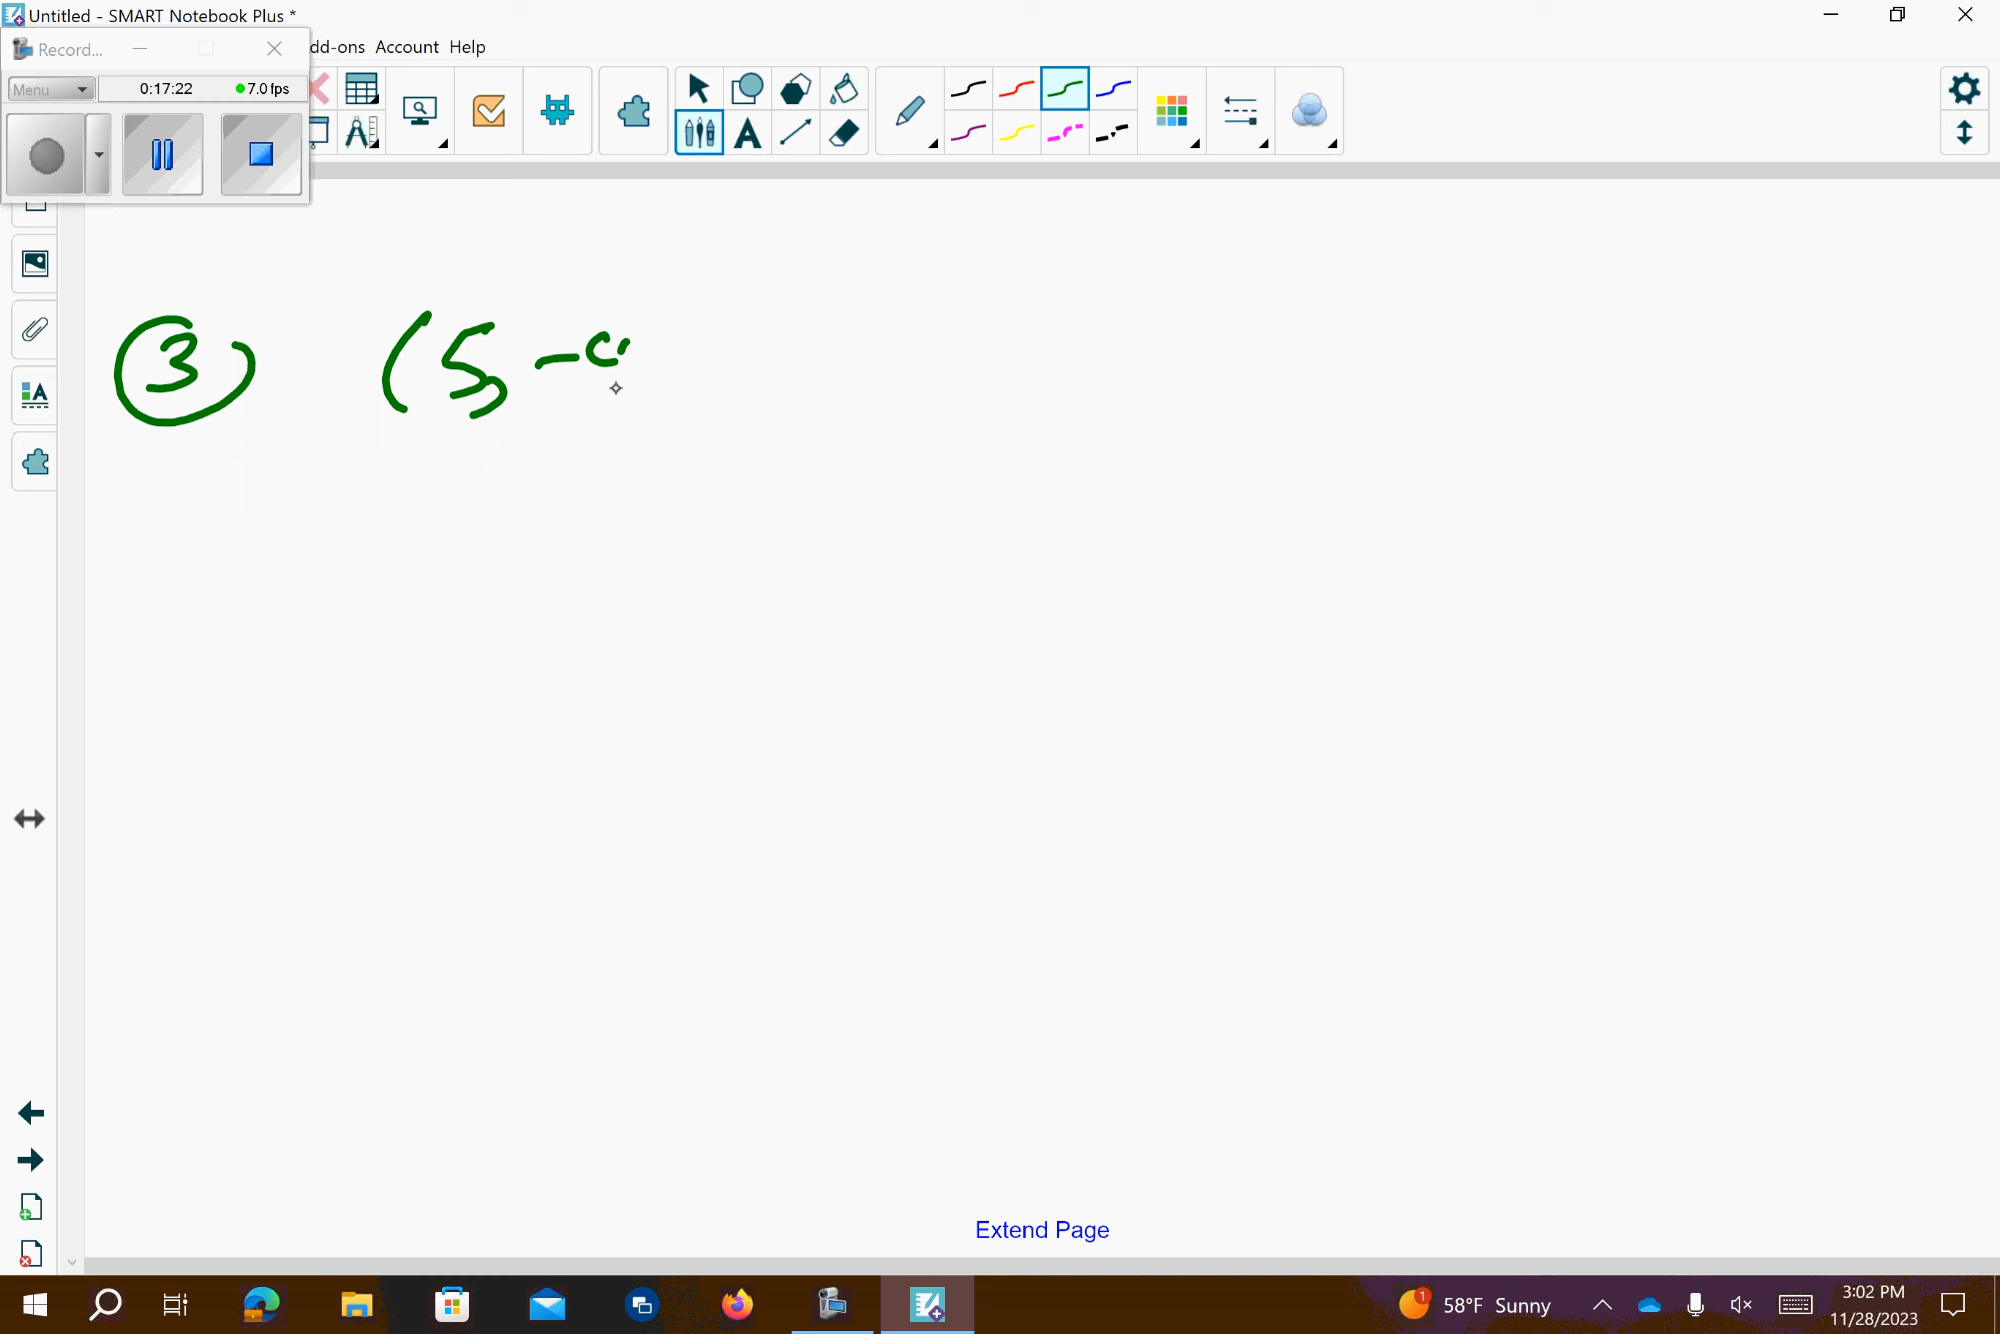 Untitled - SMART Notebook Plus *
Record...
dd-ons Account Help
Menu 0:17:22 7.0 fps
③ (5, -
Extend Page
1 58°F Sunny 3:02 PM
11/28/2023